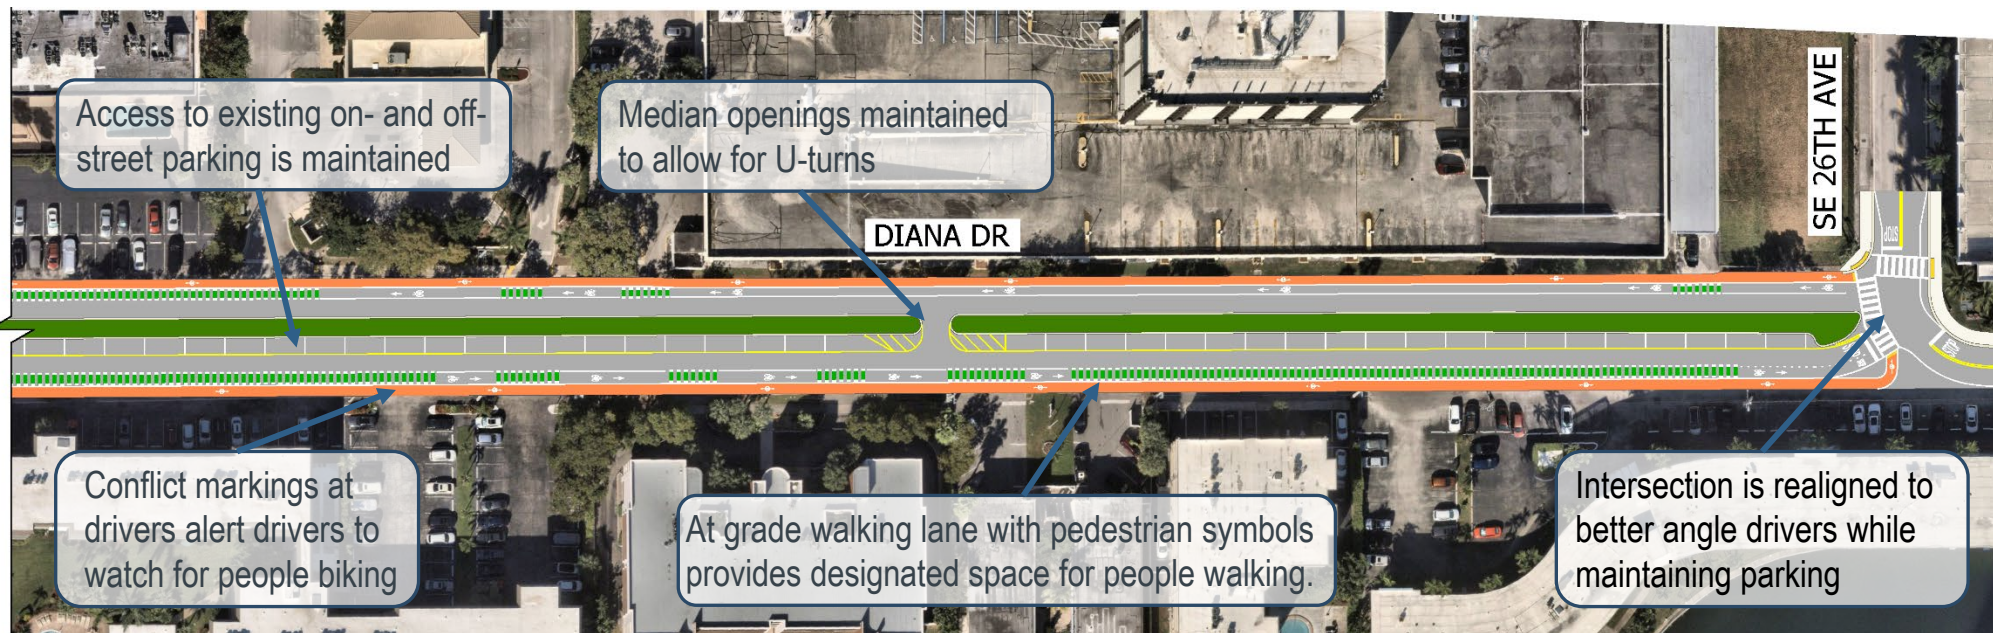 Access to existing on- and off-
street parking is maintained
Median openings maintained
to allow for U-turns
DIANA DR
SE 26TH AVE
STOP
STOP
Conflict markings at
drivers alert drivers to
watch for people biking
At grade walking lane with pedestrian symbols
provides designated space for people walking.
Intersection is realigned to
better angle drivers while
maintaining parking